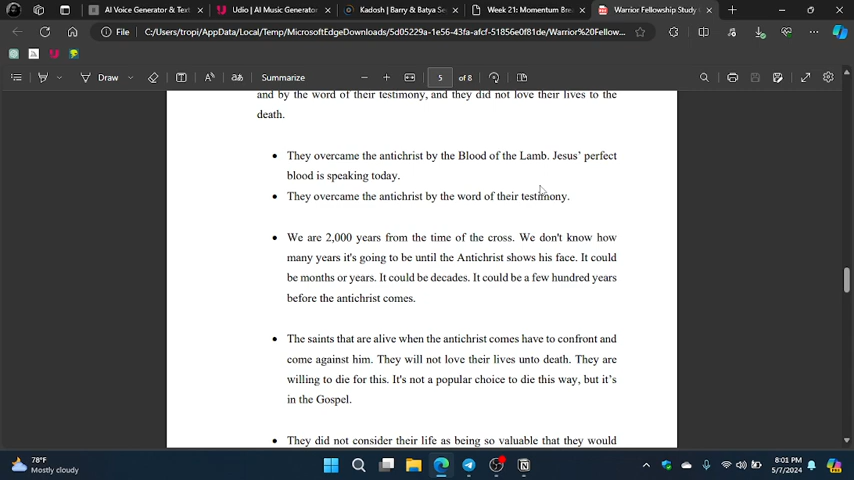 AI Voice Generator & Text
Udio | AI Music Generator
Kadosh | Barry & Batya Se
Week 21: Momentum Bre
Warrior Fellowship Study
File
C:/Users/tropi/AppData/Local/Temp/MicrosoftEdgeDownloads/5d05229a-1e56-43fa-afcf-51856e0f81de/Warrior%20Fellow...
Draw
Summarize
5 of 8
and by the word of their testimony, and they did not love their lives to the
death.
• They overcame the antichrist by the Blood of the Lamb. Jesus’ perfect
blood is speaking today.
• They overcame the antichrist by the word of their testimony.
• We are 2,000 years from the time of the cross. We don't know how
many years it's going to be until the Antichrist shows his face. It could
be months or years. It could be decades. It could be a few hundred years
before the antichrist comes.
• The saints that are alive when the antichrist comes have to confront and
come against him. They will not love their lives unto death. They are
willing to die for this. It's not a popular choice to die this way, but it’s
in the Gospel.
• They did not consider their life as being so valuable that they would
78°F
Mostly cloudy
8:01 PM
5/7/2024